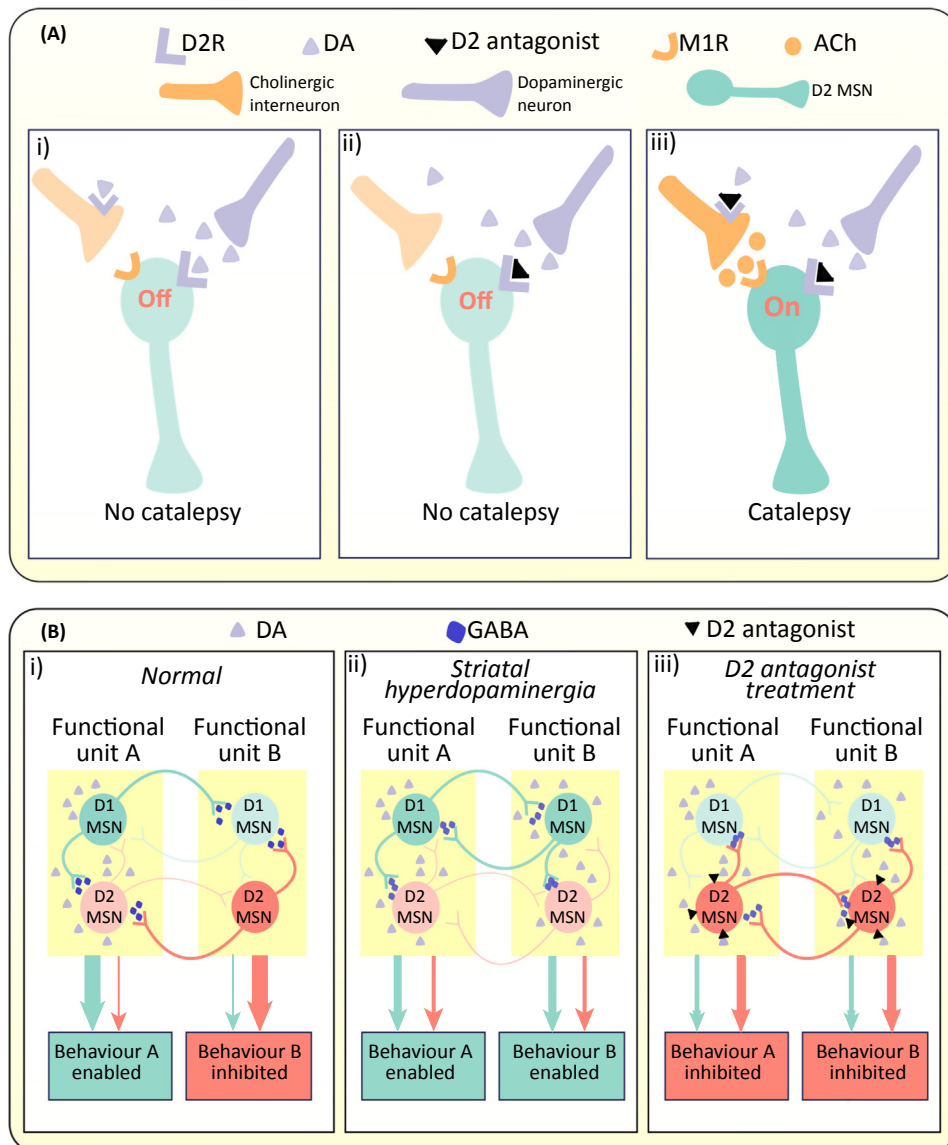 (A)
D2R
DA
D2 antagonist
M1R
ACh
Cholinergic
interneuron
Dopaminergic
neuron
D2 MSN
i)
Off
No catalepsy
ii)
Off
No catalepsy
iii)
On
Catalepsy
(B)
DA
GABA
D2 antagonist
i)
Normal
Functional
unit A
Functional
unit B
D1
MSN
D1
MSN
D2
MSN
D2
MSN
Behaviour A
enabled
Behaviour B
inhibited
ii)
Striatal
hyperdopaminergia
Functional
unit A
Functional
unit B
D1
MSN
D1
MSN
D2
MSN
D2
MSN
Behaviour A
enabled
Behaviour B
enabled
iii)
D2 antagonist
treatment
Functional
unit A
Functional
unit B
D1
MSN
D1
MSN
D2
MSN
D2
MSN
Behaviour A
inhibited
Behaviour B
inhibited